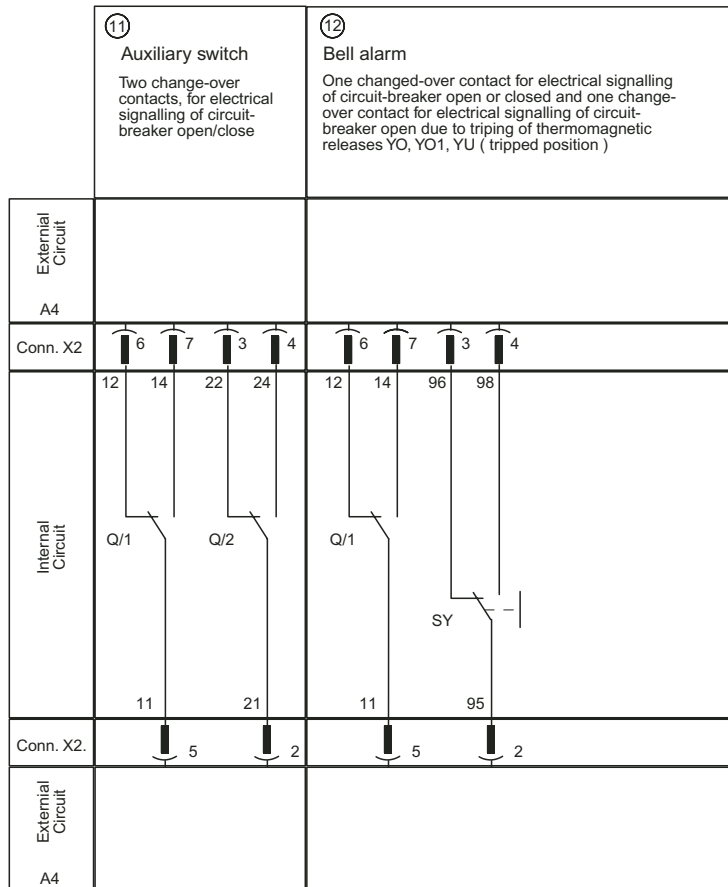 11
Auxiliary switch
Two change-over
contacts, for electrical
signalling of circuit-
breaker open/close
12
Bell alarm
One changed-over contact for electrical signalling
of circuit-breaker open or closed and one change-
over contact for electrical signalling of circuit-
breaker open due to triping of thermomagnetic
releases YO, YO1, YU ( tripped position )
Externial
Circuit
A4
Conn. X2
6 7 3 4 6 7 3 4
12 14 22 24 12 14 96 98
Internal
Circuit
Q/1 Q/2 Q/1
SY
11 21 11 95
Conn. X2.
5 2 5 2
Externial
Circuit
A4